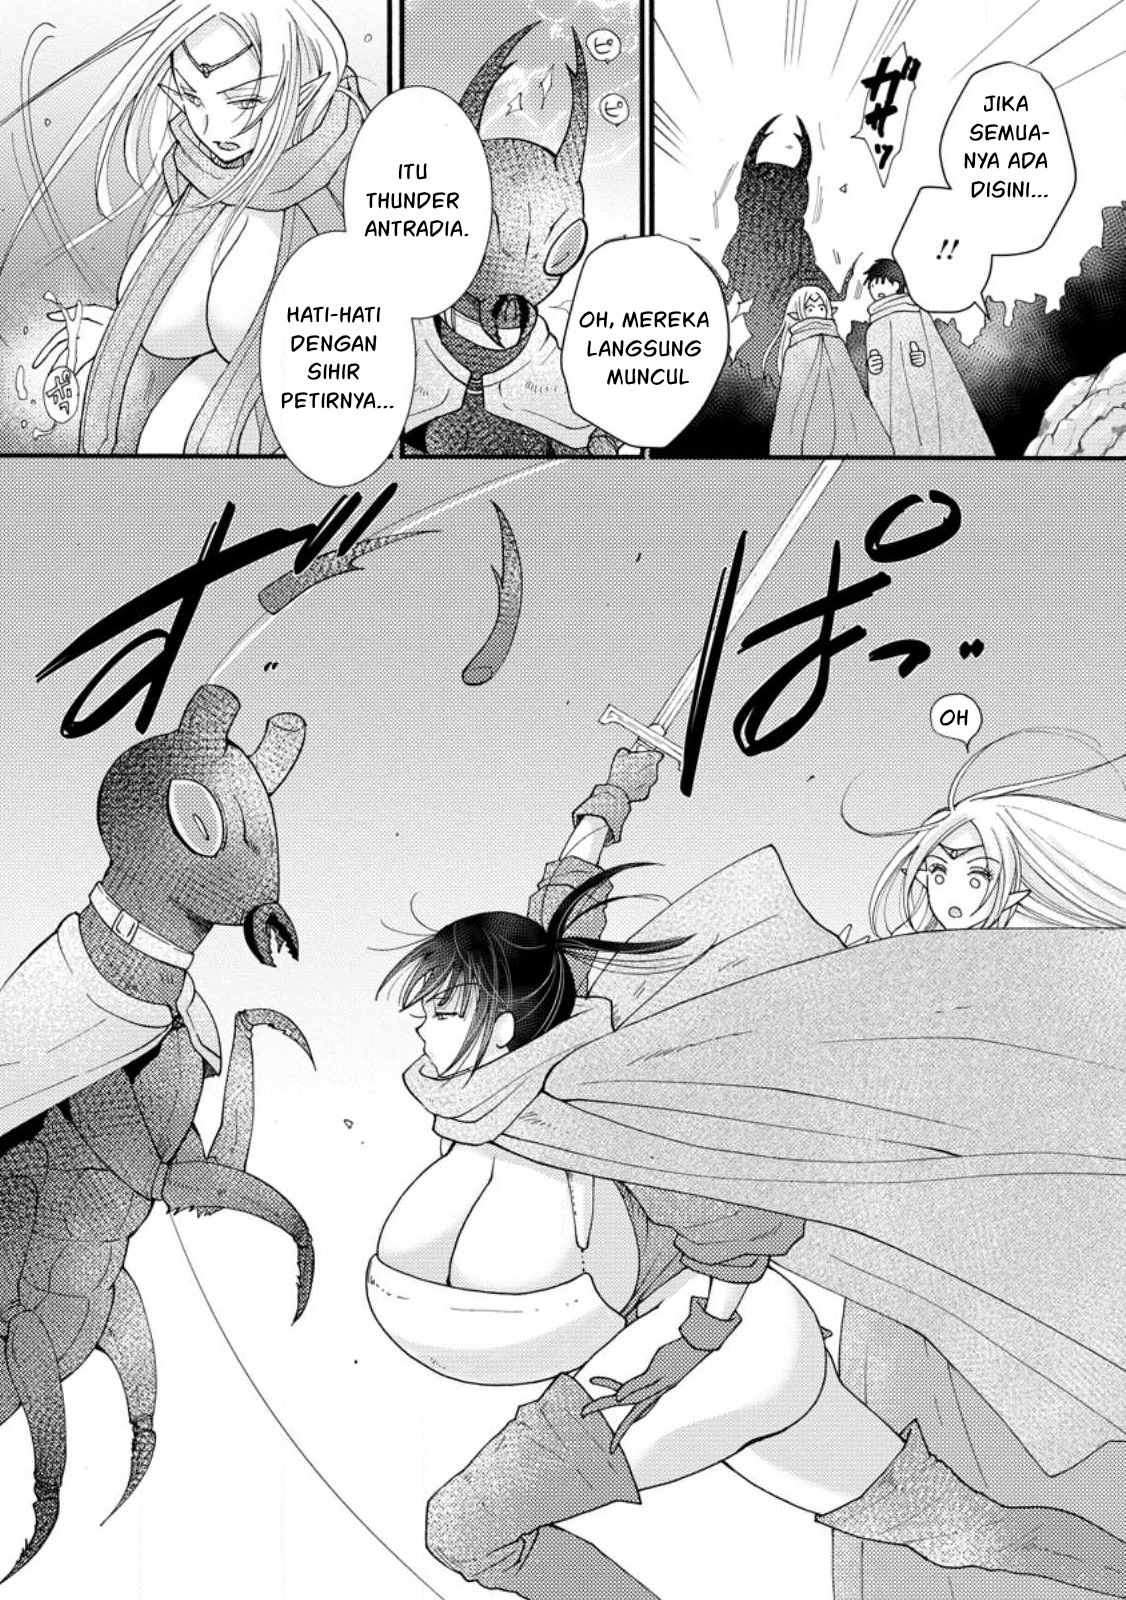 JIKA
SEMUA-
NYA ADA
DISINI...
!!
ガサッ
OH, MEREKA
LANGSUNG
MUNCUL
ITU
THUNDER
ANTRADIA.
HATI-HATI
DENGAN
SIHIR
PETIRNYA...
ぱっ
OH
ず